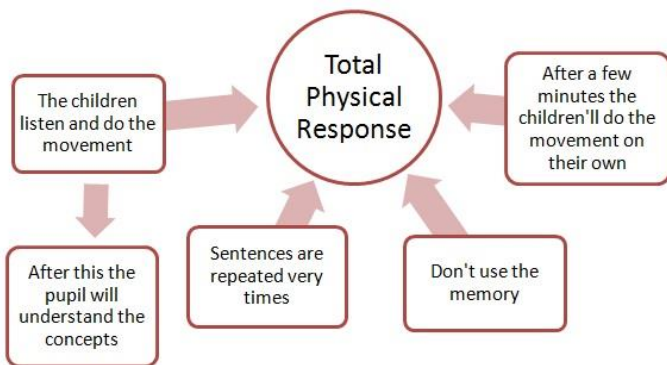 Total
Physical
Response
The children
listen and do the
movement
After a few
minutes the
children'll do the
movement on
their own
After this the
pupil will
understand the
concepts
Sentences are
repeated very
times
Don't use the
memory